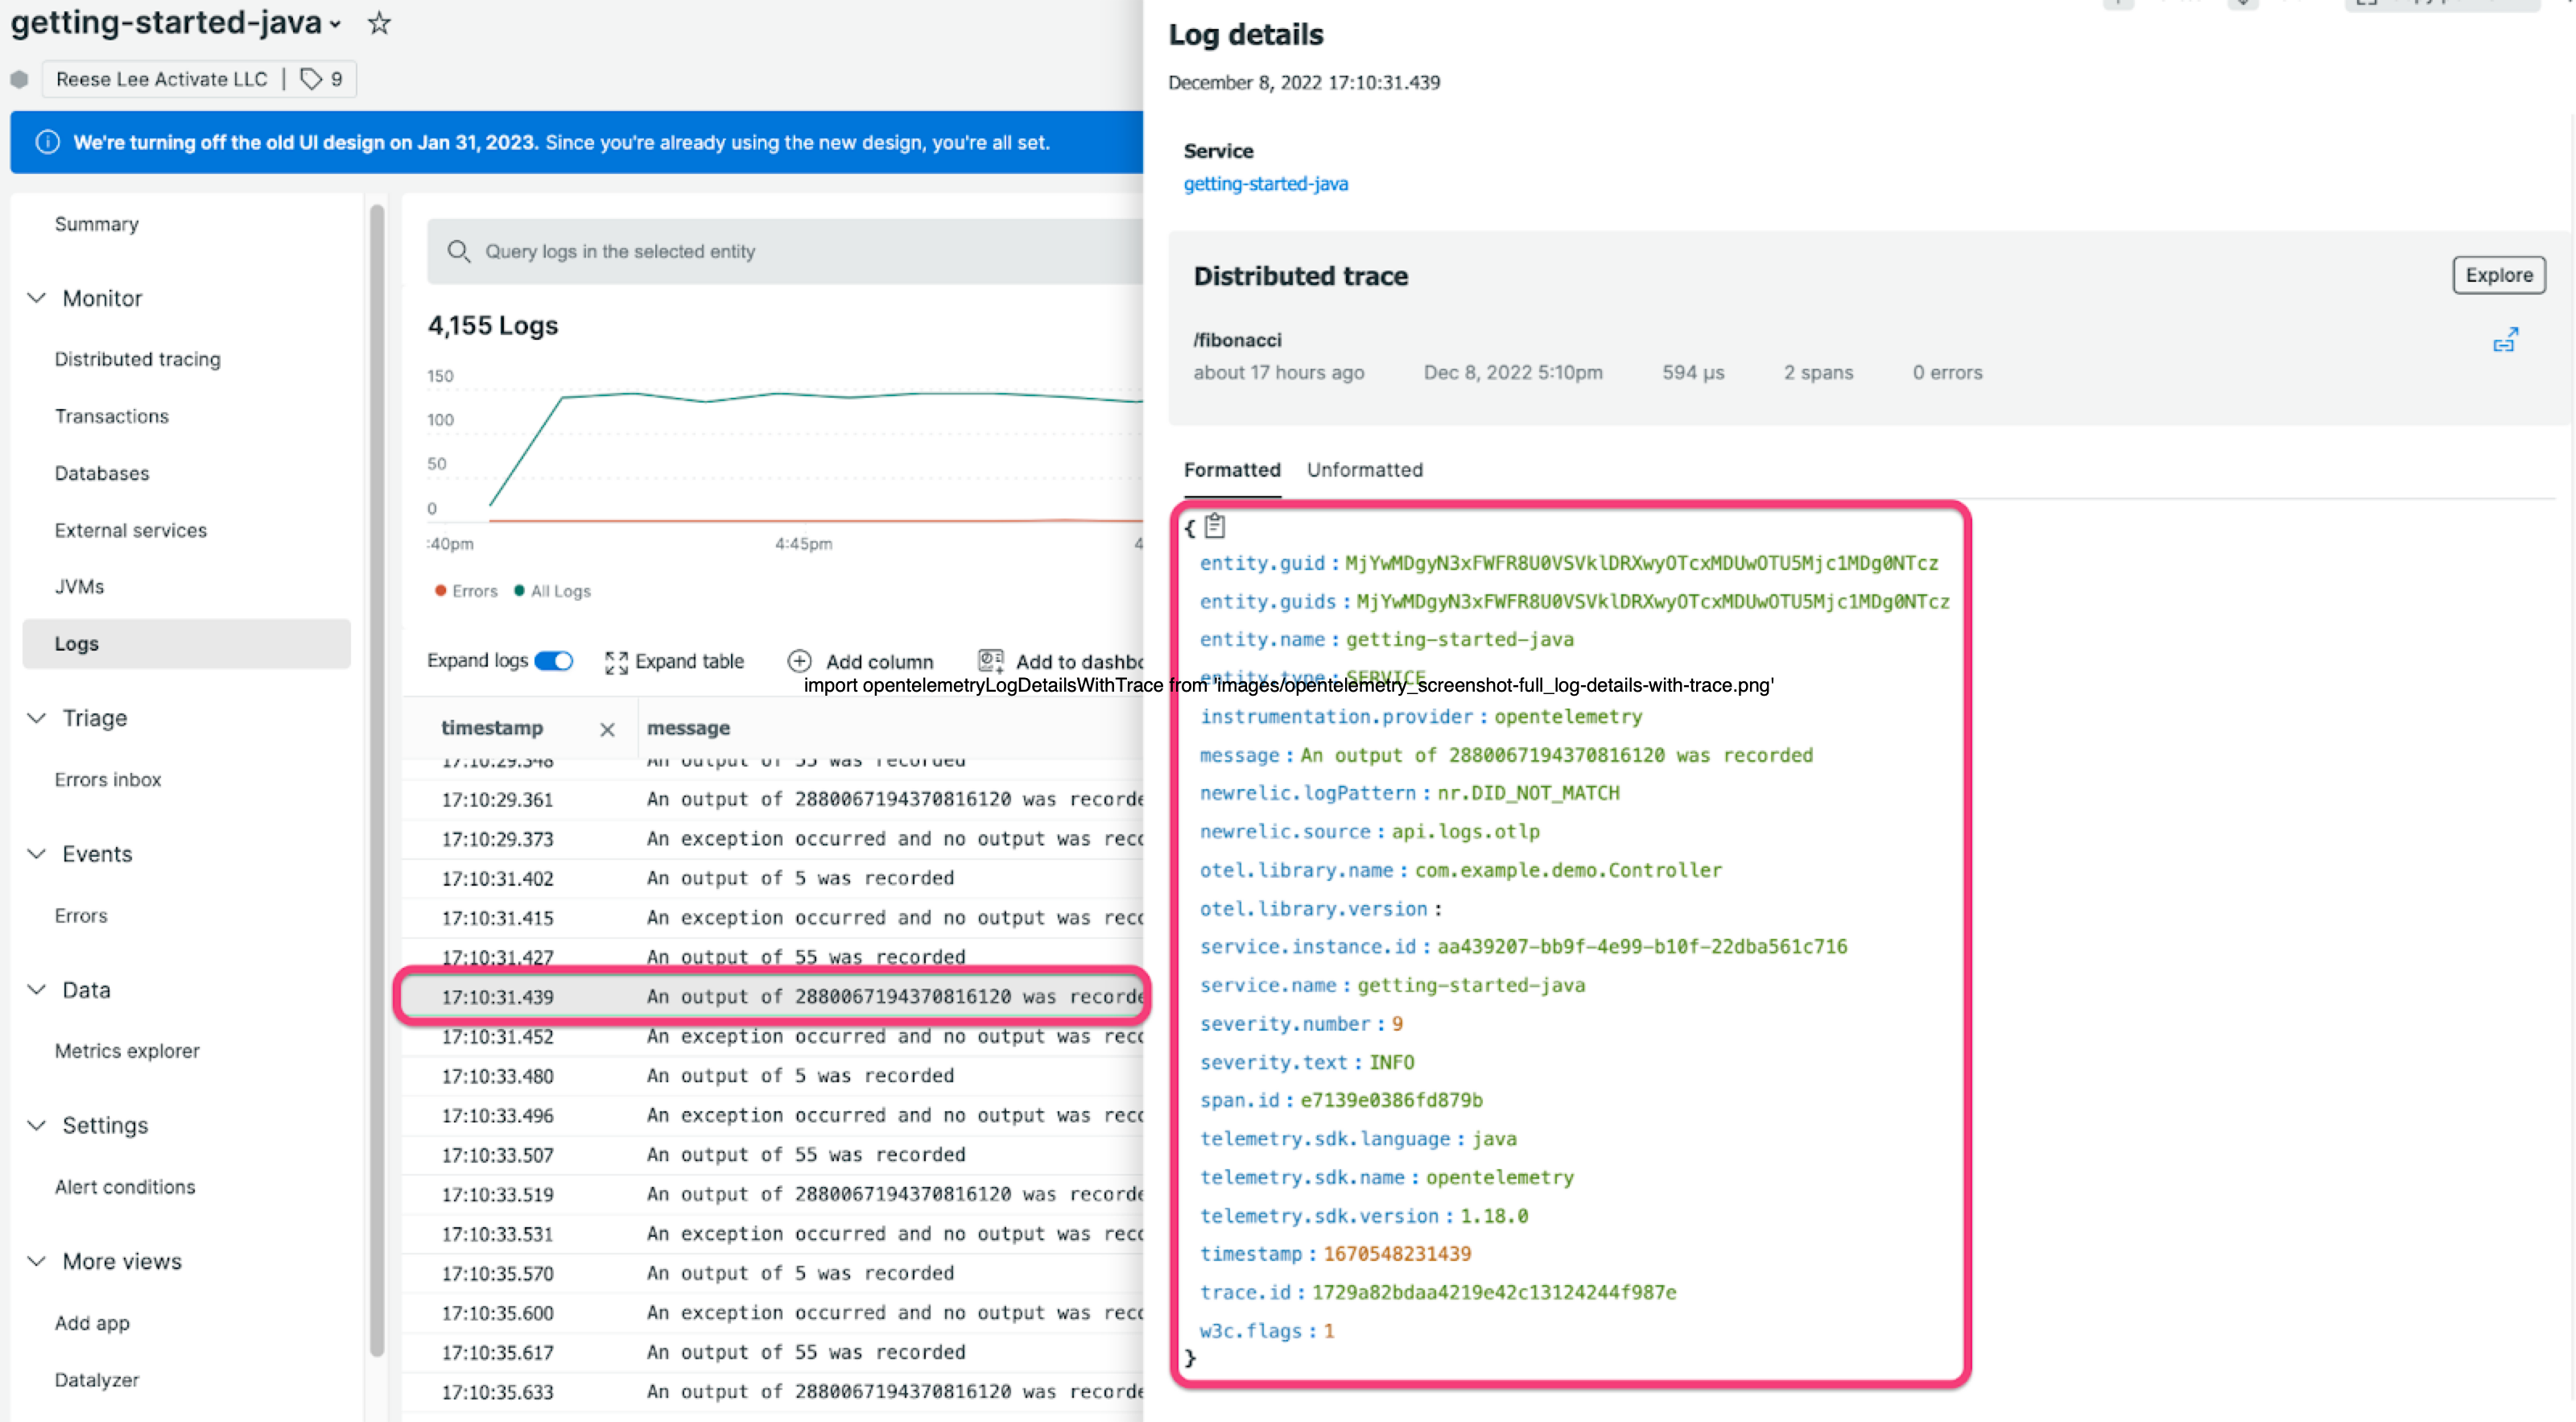 getting-started-java
Reese Lee Activate LLC | 9
We're turning off the old UI design on Jan 31, 2023. Since you're already using the new design, you're all set.
Summary
Monitor
Distributed tracing
Transactions
Databases
External services
JVMs
Logs
Triage
Errors inbox
Events
Errors
Data
Metrics explorer
Settings
Alert conditions
More views
Add app
Datalyzer
Query logs in the selected entity
4,155 Logs
150
100
50
0
:40pm
4:45pm
4
Errors
All Logs
Expand logs
Expand table
Add column
Add to dashbo
import opentelemetryLogDetailsWithTrace from 'images/opentelemetry_screenshot-full_log-details-with-trace.png'
timestamp
message
17:10:29.348 An output of 55 was recorded
17:10:29.361 An output of 2880067194370816120 was recorde
17:10:29.373 An exception occurred and no output was reco
17:10:31.402 An output of 5 was recorded
17:10:31.415 An exception occurred and no output was reco
17:10:31.427 An output of 55 was recorded
17:10:31.439 An output of 2880067194370816120 was recorde
17:10:31.452 An exception occurred and no output was reco
17:10:33.480 An output of 5 was recorded
17:10:33.496 An exception occurred and no output was reco
17:10:33.507 An output of 55 was recorded
17:10:33.519 An output of 2880067194370816120 was recorde
17:10:33.531 An exception occurred and no output was reco
17:10:35.570 An output of 5 was recorded
17:10:35.600 An exception occurred and no output was reco
17:10:35.617 An output of 55 was recorded
17:10:35.633 An output of 2880067194370816120 was recorde
Log details
December 8, 2022 17:10:31.439
Service
getting-started-java
Distributed trace
Explore
/fibonacci
about 17 hours ago Dec 8, 2022 5:10pm 594 µs 2 spans 0 errors
Formatted Unformatted
{
entity.guid : MjYwMDgyN3xFWFR8U0VSVklDRXwyOTcxMDUwOTU5Mjc1MDg0NTcz
entity.guids : MjYwMDgyN3xFWFR8U0VSVklDRXwyOTcxMDUwOTU5Mjc1MDg0NTcz
entity.name : getting-started-java
entity.type : SERVICE
instrumentation.provider : opentelemetry
message : An output of 2880067194370816120 was recorded
newrelic.logPattern : nr.DID_NOT_MATCH
newrelic.source : api.logs.otlp
otel.library.name : com.example.demo.Controller
otel.library.version :
service.instance.id : aa439207-bb9f-4e99-b10f-22dba561c716
service.name : getting-started-java
severity.number : 9
severity.text : INFO
span.id : e7139e0386fd879b
telemetry.sdk.language : java
telemetry.sdk.name : opentelemetry
telemetry.sdk.version : 1.18.0
timestamp : 1670548231439
trace.id : 1729a82bdaa4219e42c13124244f987e
w3c.flags : 1
}